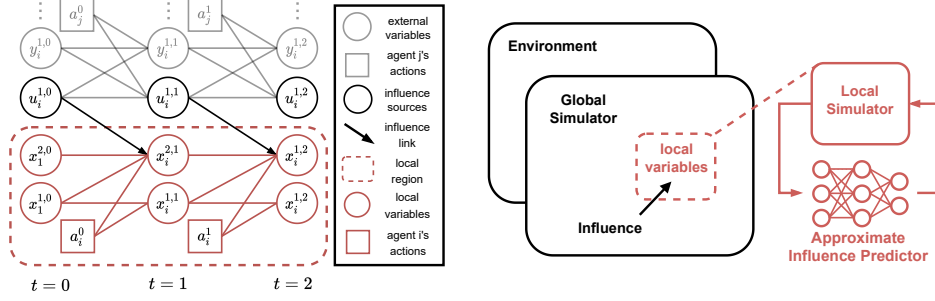 a_j^0
a_j^1
y_i^{1,0}
y_i^{1,1}
y_i^{1,2}
u_i^{1,0}
u_i^{1,1}
u_i^{1,2}
x_1^{2,0}
x_i^{2,1}
x_i^{1,2}
x_1^{1,0}
x_i^{1,1}
x_i^{1,2}
a_i^0
a_i^1
t = 0
t = 1
t = 2
external
variables
agent j's
actions
influence
sources
influence
link
local
region
local
variables
agent i's
actions
Environment
Global
Simulator
local
variables
Influence
Local
Simulator
Approximate
Influence Predictor